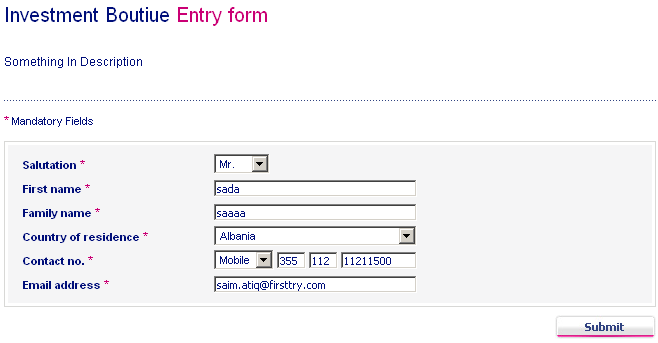 Investment Boutiue Entry form
Something In Description
* Mandatory Fields
Salutation * Mr.
First name * sada
Family name * saaaa
Country of residence * Albania
Contact no. * Mobile 355 112 11211500
Email address * saim.atiq@firsttry.com
Submit